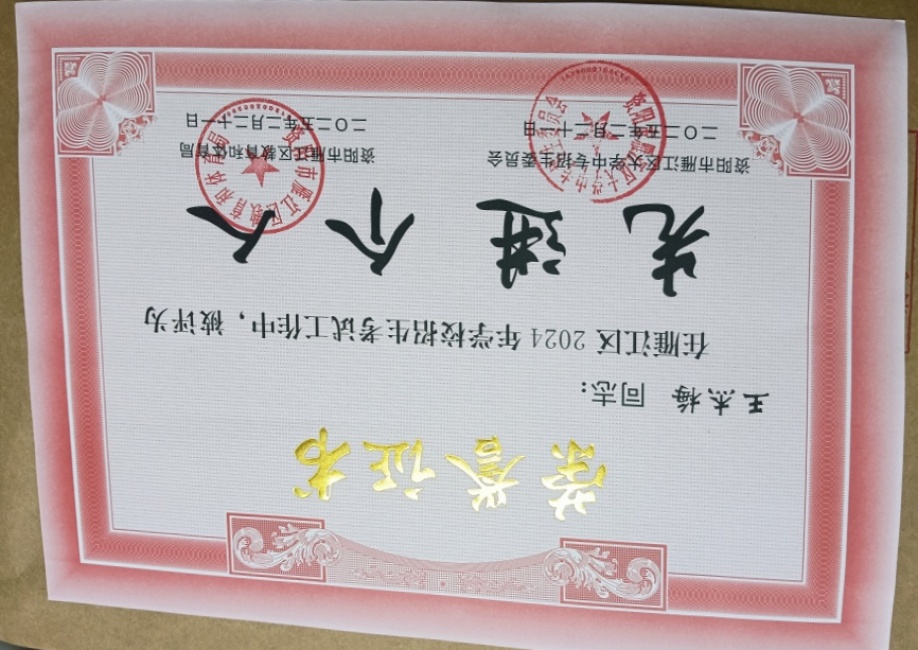 荣誉证书
王杰梅 同志：
在雁江区 2024 年学校招生考试工作中，被评为
先进个人
资阳市雁江区大学中专招生委员会 资阳市雁江区教育和体育局
二〇二五年二月二十一日 二〇二五年二月二十一日